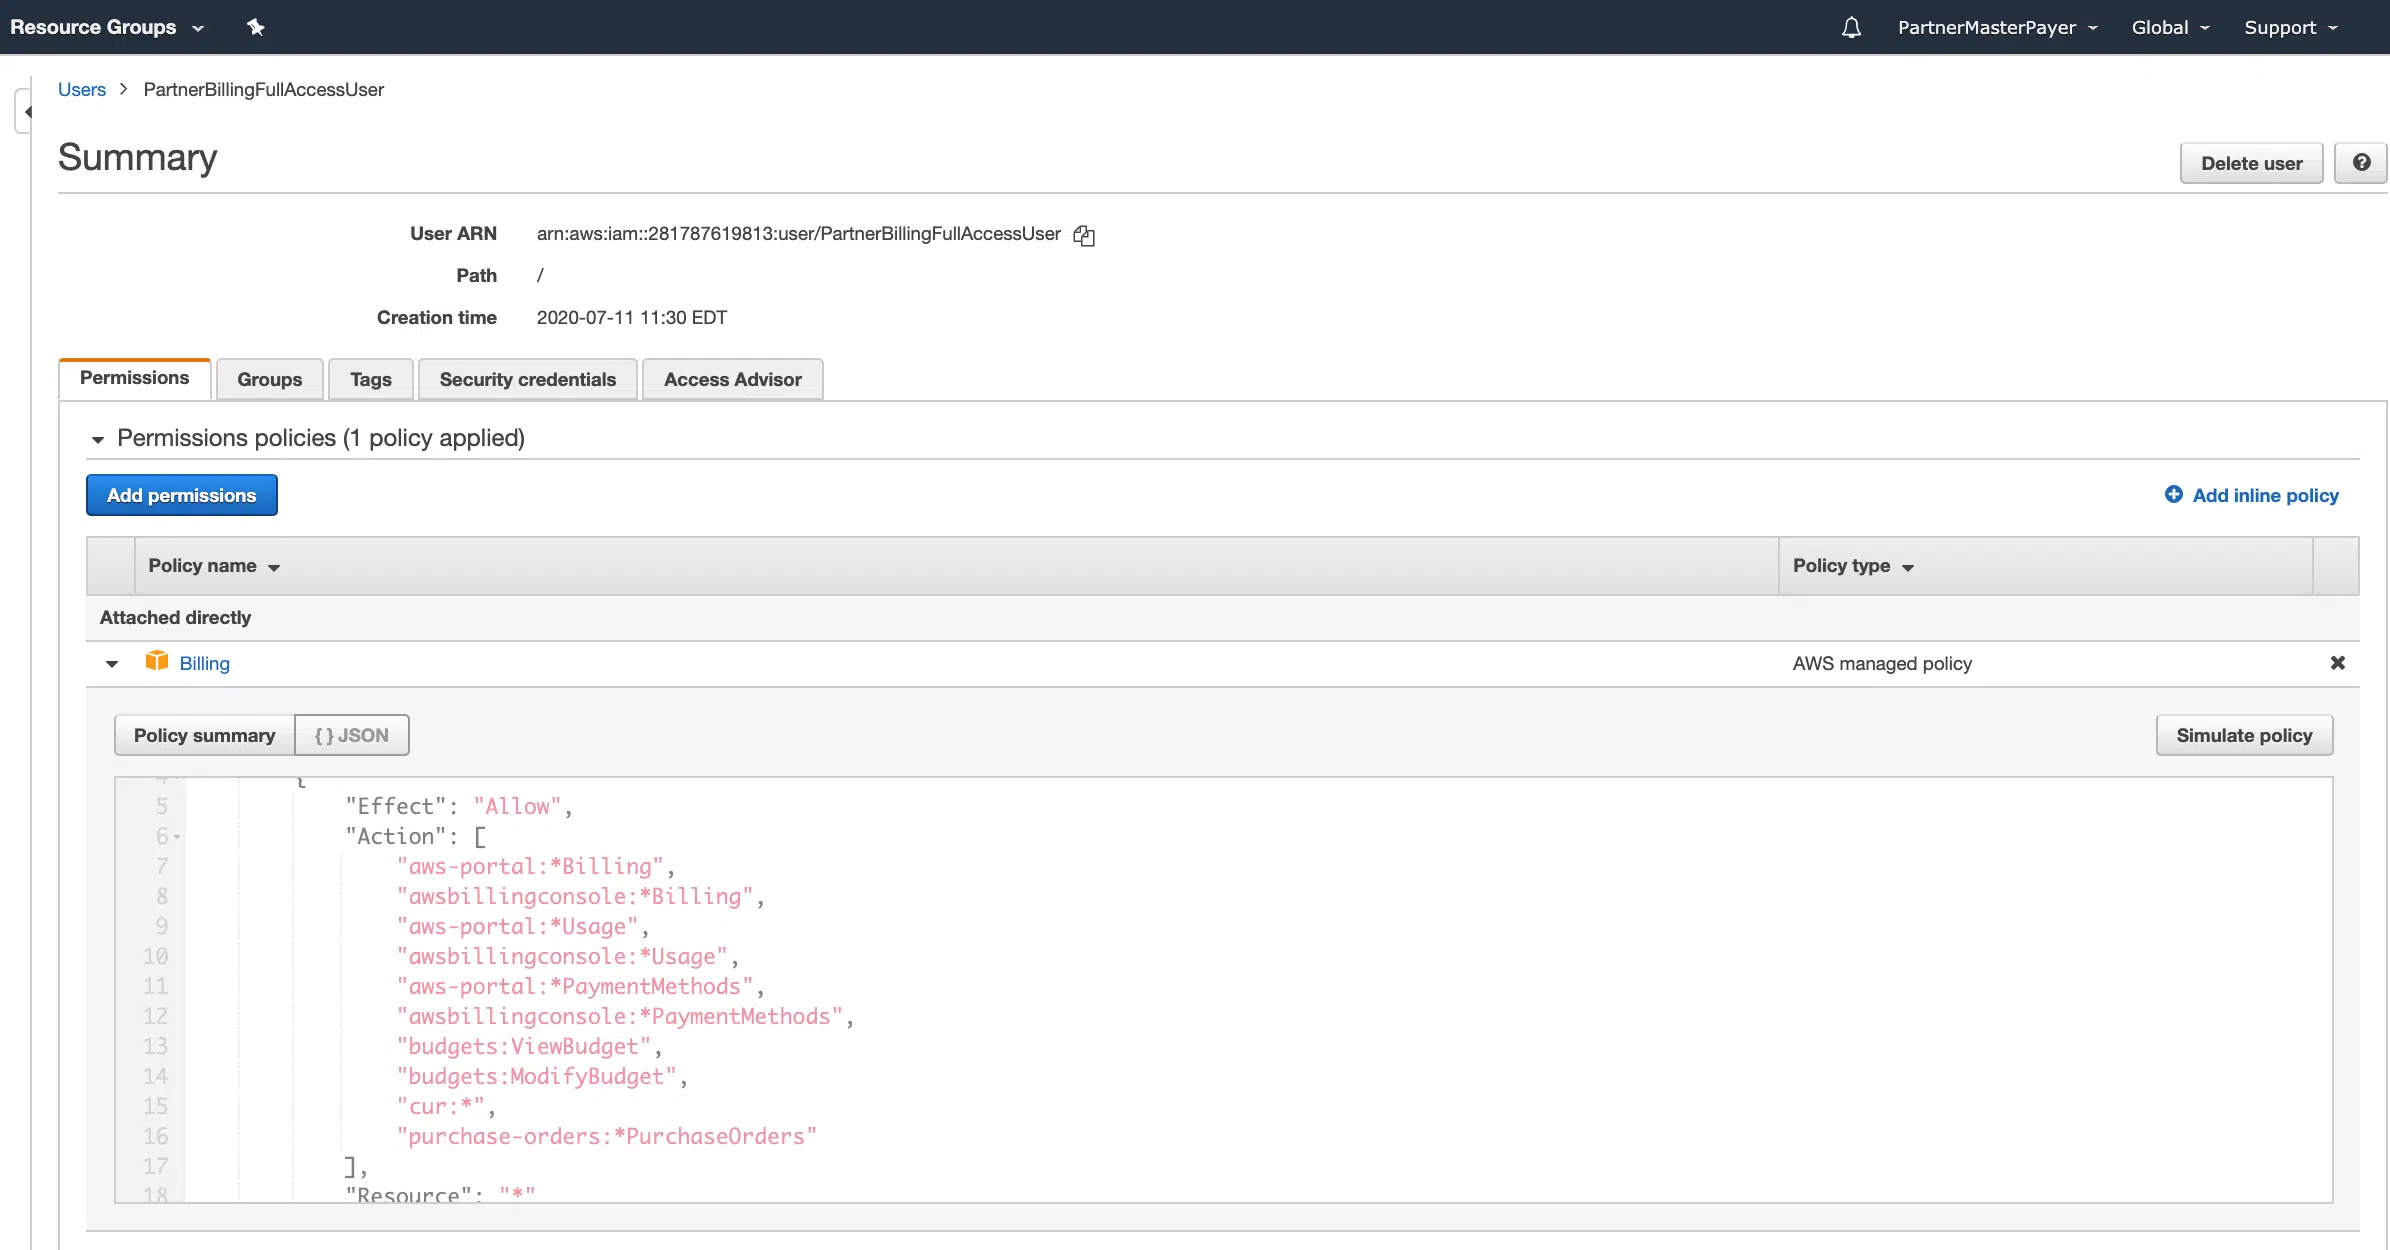 Resource Groups PartnerMasterPayer Global Support
Users > PartnerBillingFullAccessUser
Summary
Delete user
User ARN arn:aws:iam::281787619813:user/PartnerBillingFullAccessUser
Path /
Creation time 2020-07-11 11:30 EDT
Permissions Groups Tags Security credentials Access Advisor
Permissions policies (1 policy applied)
Add permissions Add inline policy
Policy name Policy type
Attached directly
Billing AWS managed policy
Policy summary { } JSON Simulate policy
4 {
5 "Effect": "Allow",
6 "Action": [
7 "aws-portal:*Billing",
8 "awsbillingconsole:*Billing",
9 "aws-portal:*Usage",
10 "awsbillingconsole:*Usage",
11 "aws-portal:*PaymentMethods",
12 "awsbillingconsole:*PaymentMethods",
13 "budgets:ViewBudget",
14 "budgets:ModifyBudget",
15 "cur:*",
16 "purchase-orders:*PurchaseOrders"
17 ],
18 "Resource": "*"